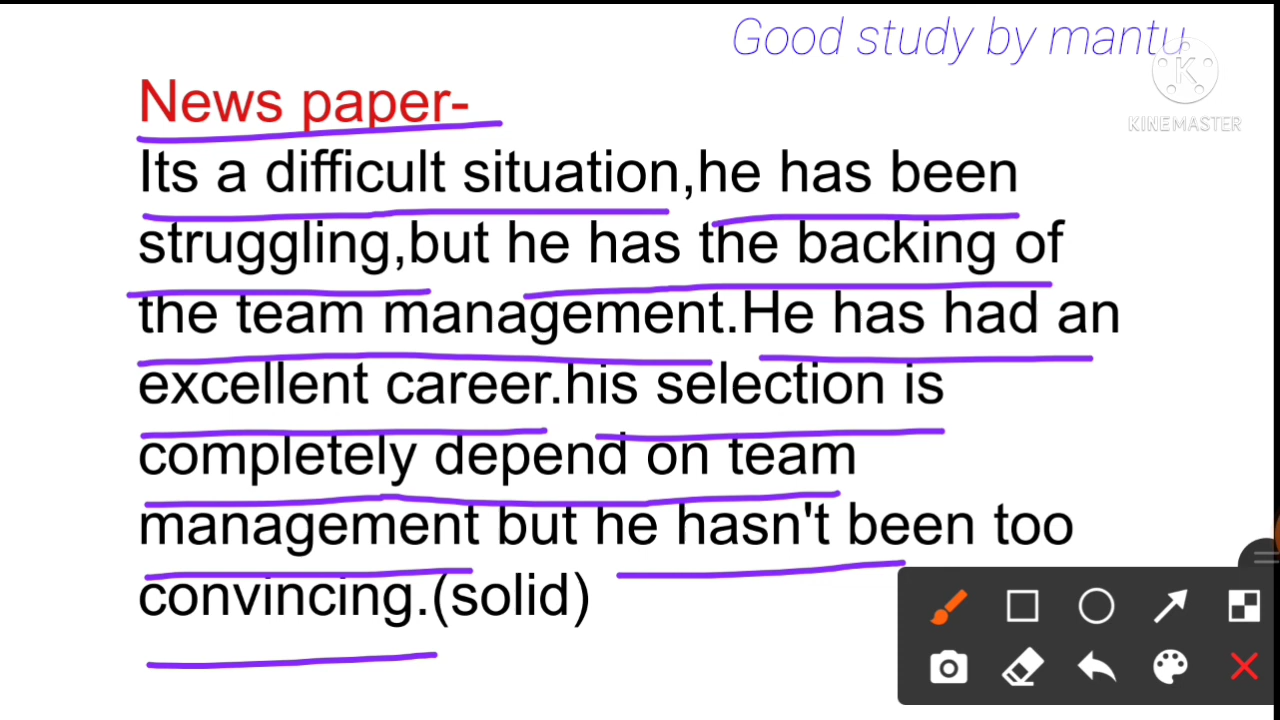 Good study by mantu
K
KINEMASTER
News paper-
Its a difficult situation,he has been
struggling,but he has the backing of
the team management.He has had an
excellent career.his selection is
completely depend on team
management but he hasn't been too
convincing.(solid)